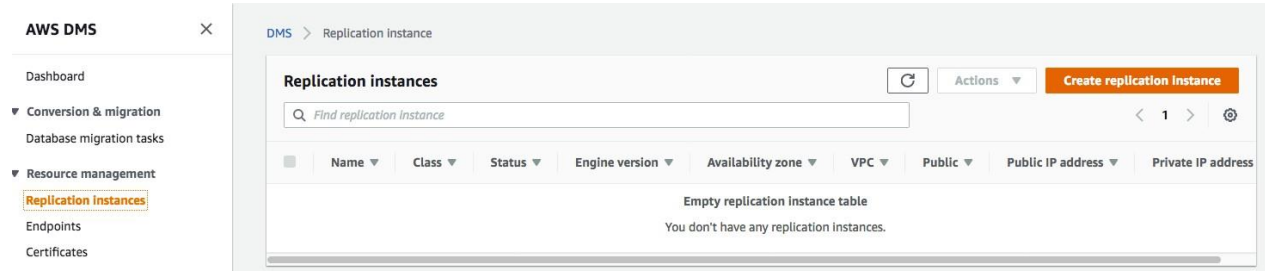 AWS DMS
DMS > Replication instance
Dashboard
Conversion & migration
Database migration tasks
Resource management
Replication instances
Endpoints
Certificates
Replication instances
Actions
Create replication instance
Find replication instance
1
Name Class Status Engine version Availability zone VPC Public Public IP address Private IP address
Empty replication instance table
You don't have any replication instances.